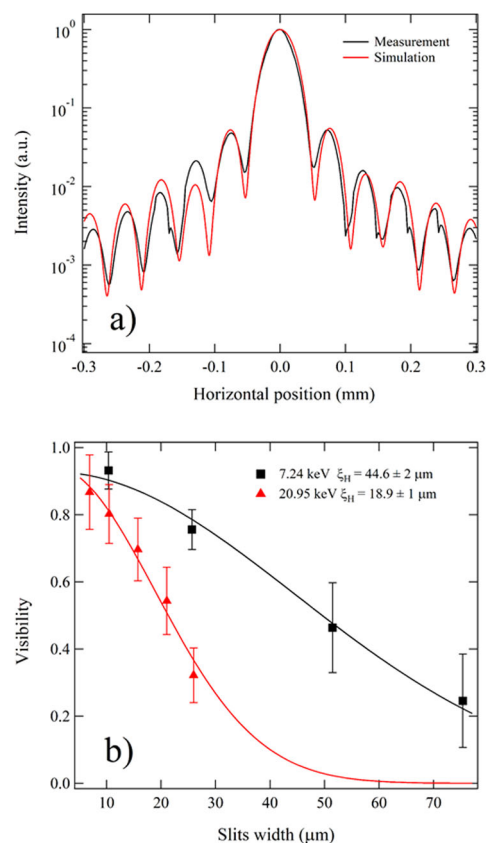 10⁰
10⁻¹
10⁻²
10⁻³
10⁻⁴
Intensity (a.u.)
Measurement
Simulation
a)
-0.3 -0.2 -0.1 0.0 0.1 0.2 0.3
Horizontal position (mm)
1.0
0.8
0.6
0.4
0.2
0.0
Visibility
7.24 keV ξH = 44.6 ± 2 μm
20.95 keV ξH = 18.9 ± 1 μm
b)
10 20 30 40 50 60 70
Slits width (μm)